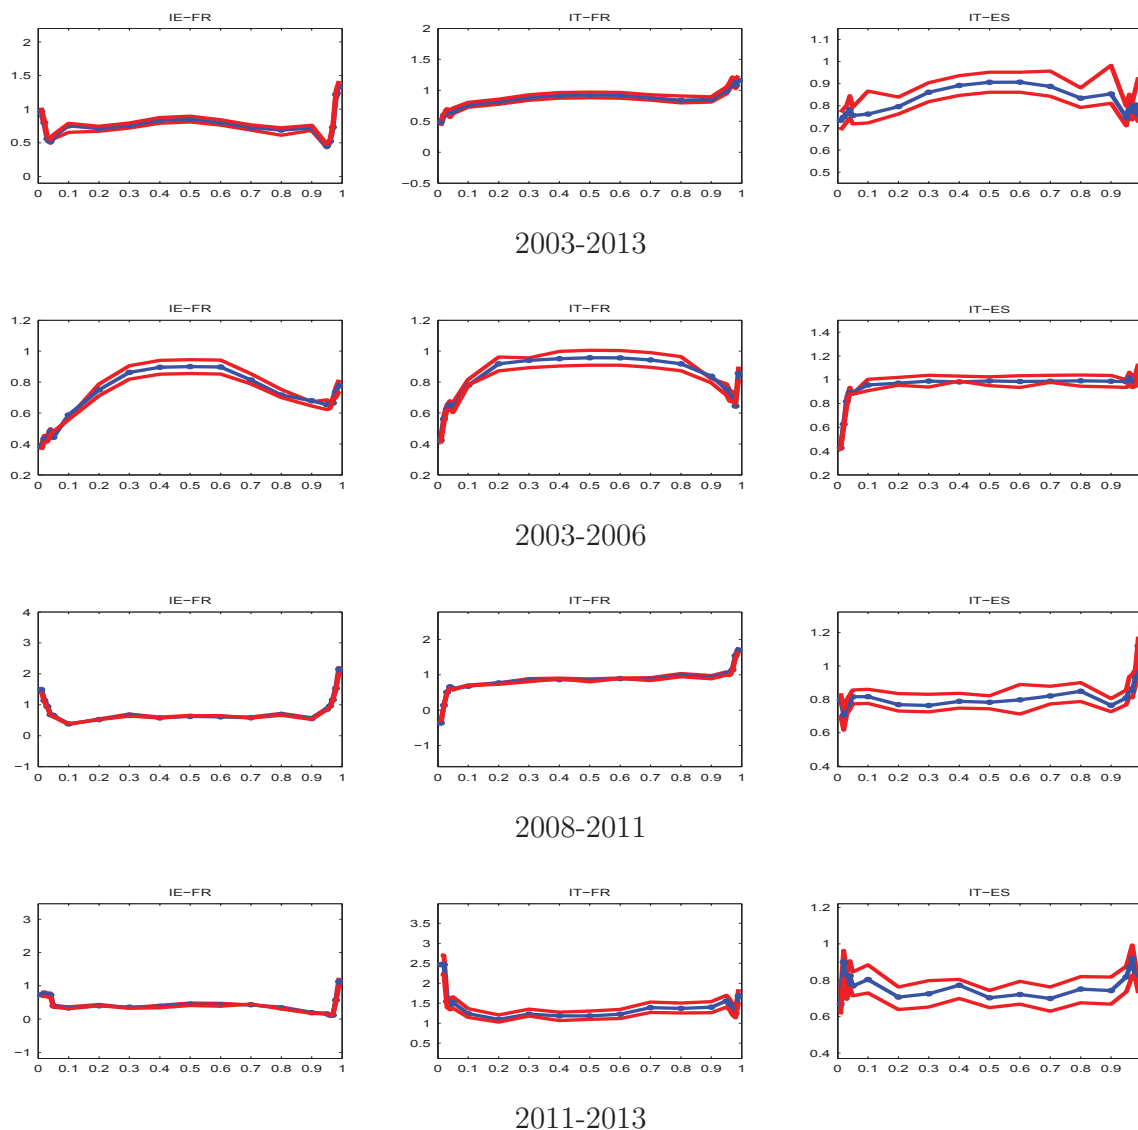 IE−FR IT−FR IT−ES
2 1.5 1 0.5 0
0 0.1 0.2 0.3 0.4 0.5 0.6 0.7 0.8 0.9 1
2 1.5 1 0.5 0 −0.5
0 0.1 0.2 0.3 0.4 0.5 0.6 0.7 0.8 0.9 1
1.1 1 0.9 0.8 0.7 0.6 0.5
0 0.1 0.2 0.3 0.4 0.5 0.6 0.7 0.8 0.9
2003-2013
IE−FR IT−FR IT−ES
1.2 1 0.8 0.6 0.4 0.2
0 0.1 0.2 0.3 0.4 0.5 0.6 0.7 0.8 0.9 1
1.2 1 0.8 0.6 0.4 0.2
0 0.1 0.2 0.3 0.4 0.5 0.6 0.7 0.8 0.9 1
1.4 1.2 1.0 0.8 0.6 0.4 0.2
0 0.1 0.2 0.3 0.4 0.5 0.6 0.7 0.8 0.9
2003-2006
IE−FR IT−FR IT−ES
4 3 2 1 0 −1
0 0.1 0.2 0.3 0.4 0.5 0.6 0.7 0.8 0.9 1
2 1 0 −1
0 0.1 0.2 0.3 0.4 0.5 0.6 0.7 0.8 0.9 1
1.2 1 0.8 0.6 0.4
0 0.1 0.2 0.3 0.4 0.5 0.6 0.7 0.8 0.9
2008-2011
IE−FR IT−FR IT−ES
3 2 1 0 −1
0 0.1 0.2 0.3 0.4 0.5 0.6 0.7 0.8 0.9 1
3.5 3 2.5 2 1.5 1 0.5
0 0.1 0.2 0.3 0.4 0.5 0.6 0.7 0.8 0.9 1
1.2 1 0.8 0.6 0.4
0 0.1 0.2 0.3 0.4 0.5 0.6 0.7 0.8 0.9
2011-2013